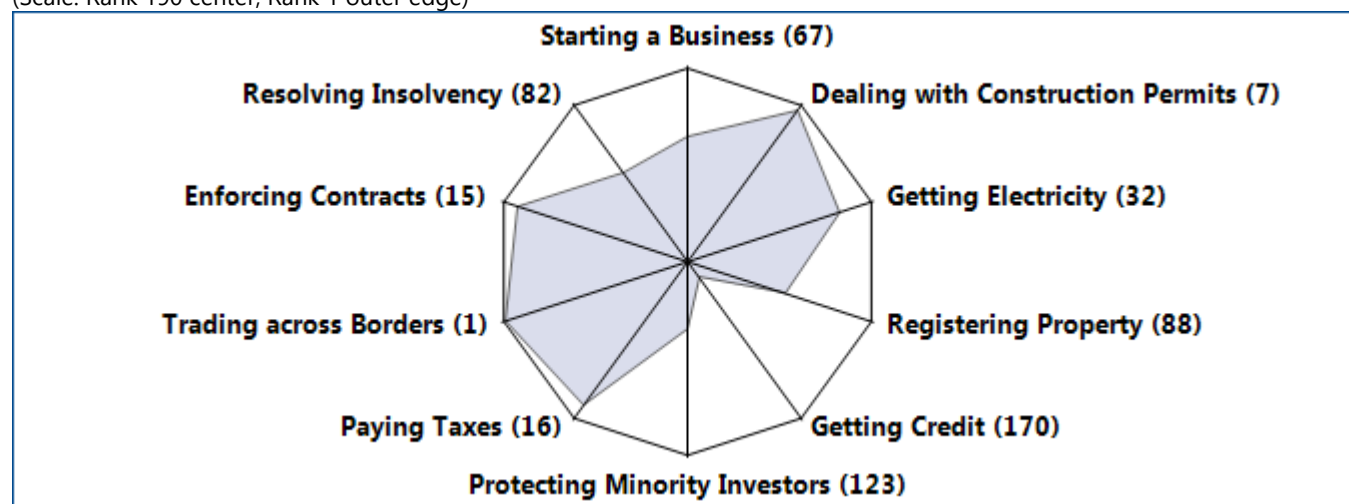 (Scale: Rank 190 center, Rank 1 outer edge)
Starting a Business (67)
Resolving Insolvency (82)
Dealing with Construction Permits (7)
Enforcing Contracts (15)
Getting Electricity (32)
Trading across Borders (1)
Registering Property (88)
Paying Taxes (16)
Getting Credit (170)
Protecting Minority Investors (123)